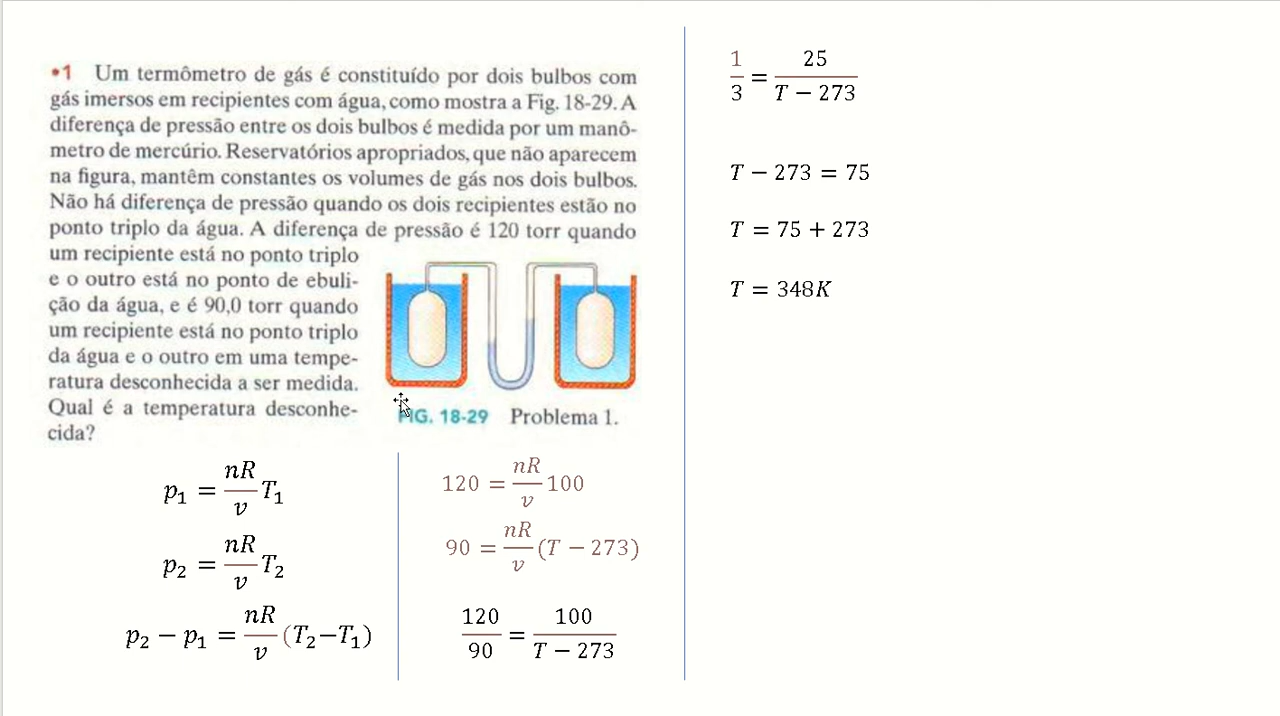 •1 Um termômetro de gás é constituído por dois bulbos com
gás imersos em recipientes com água, como mostra a Fig. 18-29. A
diferença de pressão entre os dois bulbos é medida por um manô-
metro de mercúrio. Reservatórios apropriados, que não aparecem
na figura, mantêm constantes os volumes de gás nos dois bulbos.
Não há diferença de pressão quando os dois recipientes estão no
ponto triplo da água. A diferença de pressão é 120 torr quando
um recipiente está no ponto triplo
e o outro está no ponto de ebuli-
ção da água, e é 90,0 torr quando
um recipiente está no ponto triplo
da água e o outro em uma tempe-
ratura desconhecida a ser medida.
Qual é a temperatura desconhe-
cida?
FIG. 18-29 Problema 1.
p₁ = nR/v T₁
p₂ = nR/v T₂
p₂ − p₁ = nR/v (T₂−T₁)
120 = nR/v 100
90 = nR/v (T − 273)
120/90 = 100/(T − 273)
1/3 = 25/(T − 273)
T − 273 = 75
T = 75 + 273
T = 348K